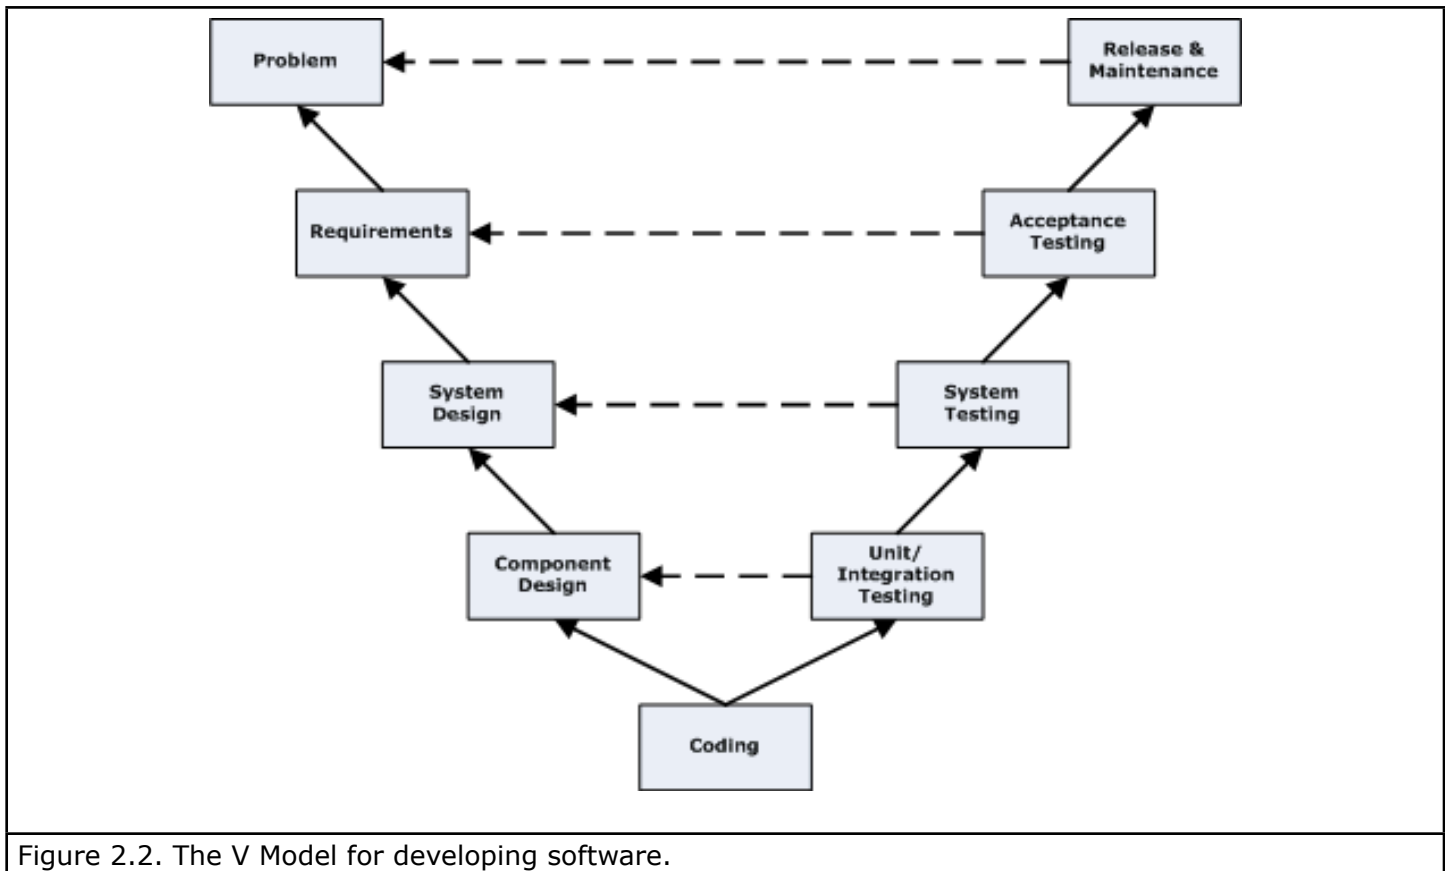 Problem
Release &
Maintenance
Requirements
Acceptance
Testing
System
Design
System
Testing
Component
Design
Unit/
Integration
Testing
Coding
Figure 2.2. The V Model for developing software.